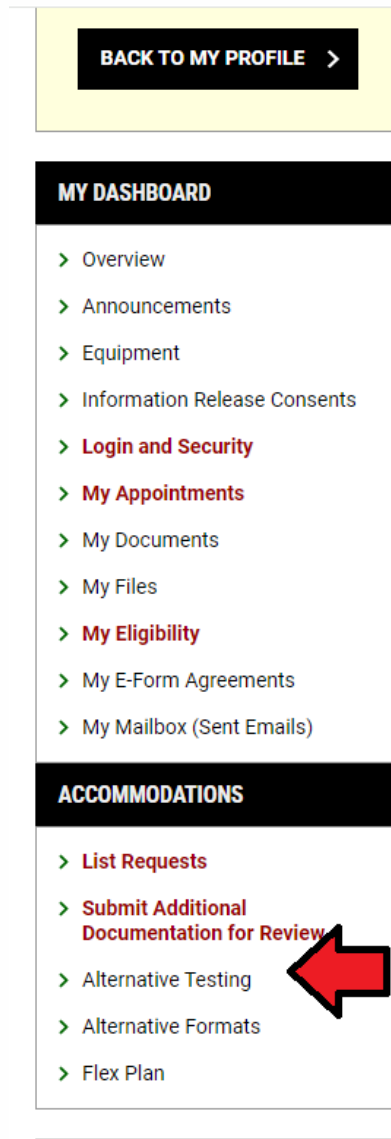 BACK TO MY PROFILE
MY DASHBOARD
Overview
Announcements
Equipment
Information Release Consents
Login and Security
My Appointments
My Documents
My Files
My Eligibility
My E-Form Agreements
My Mailbox (Sent Emails)
ACCOMMODATIONS
List Requests
Submit Additional
Documentation for Review
Alternative Testing
Alternative Formats
Flex Plan